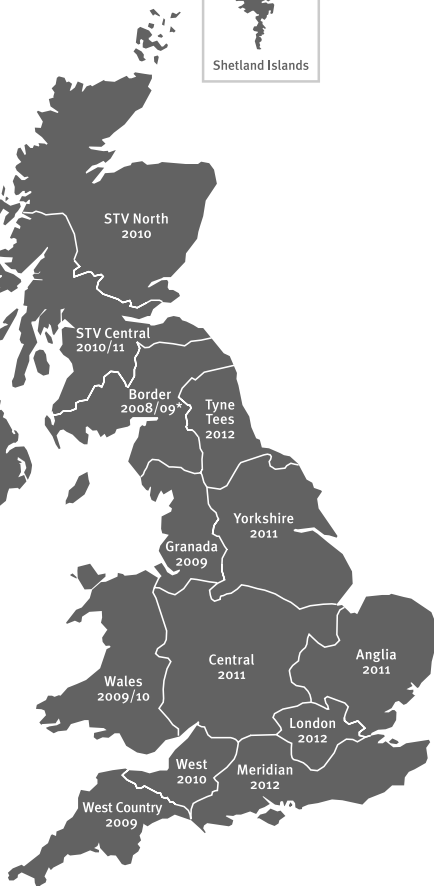 Shetland Islands
STV North
2010
STV Central
2010/11
Border
2008/09*
Tyne
Tees
2012
Yorkshire
2011
Granada
2009
Central
2011
Anglia
2011
Wales
2009/10
London
2012
West
2010
Meridian
2012
West Country
2009